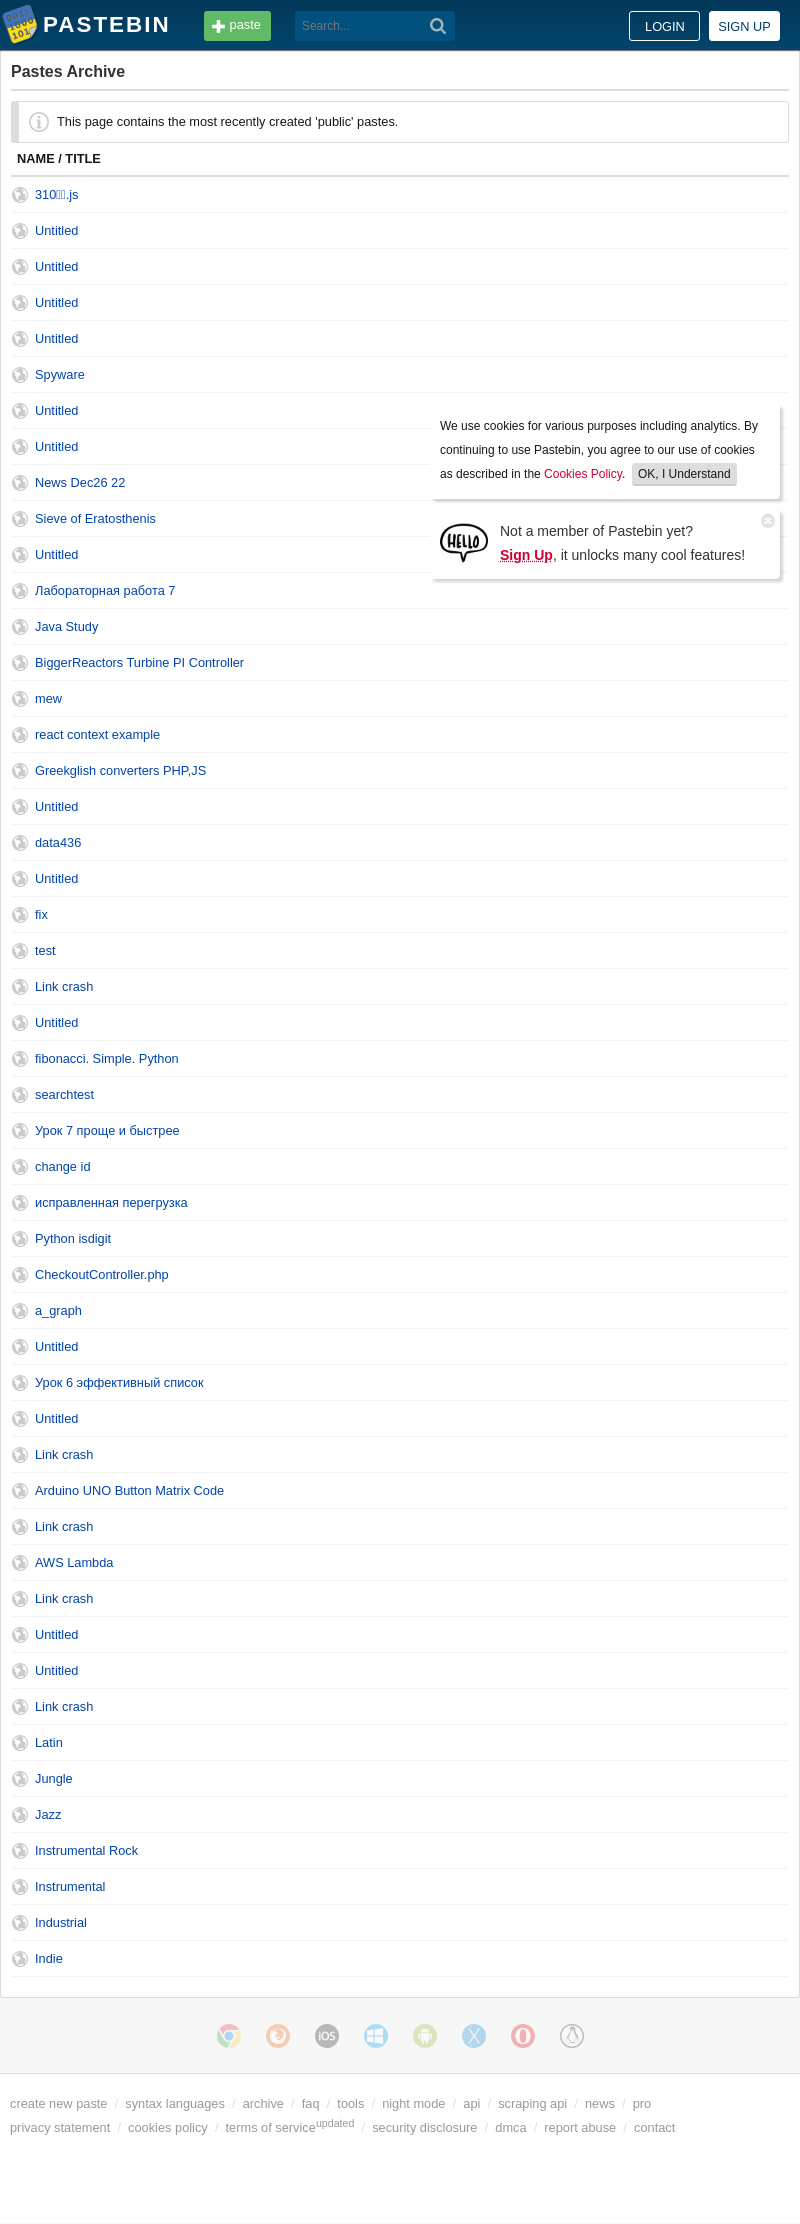 PASTEBIN
paste
Search...
LOGIN
SIGN UP
Pastes Archive
This page contains the most recently created 'public' pastes.
NAME / TITLE
310.js
Untitled
Untitled
Untitled
Untitled
Spyware
Untitled
Untitled
News Dec26 22
Sieve of Eratosthenis
Untitled
We use cookies for various purposes including analytics. By
continuing to use Pastebin, you agree to our use of cookies
as described in the Cookies Policy. OK, I Understand
HELLO
Not a member of Pastebin yet?
Sign Up, it unlocks many cool features!
Лабораторная работа 7
Java Study
BiggerReactors Turbine PI Controller
mew
react context example
Greekglish converters PHP,JS
Untitled
data436
Untitled
fix
test
Link crash
Untitled
fibonacci. Simple. Python
searchtest
Урок 7 проще и быстрее
change id
исправленная перегрузка
Python isdigit
CheckoutController.php
a_graph
Untitled
Урок 6 эффективный список
Untitled
Link crash
Arduino UNO Button Matrix Code
Link crash
AWS Lambda
Link crash
Untitled
Untitled
Link crash
Latin
Jungle
Jazz
Instrumental Rock
Instrumental
Industrial
Indie
iOS
create new paste / syntax languages / archive / faq / tools / night mode / api / scraping api / news / pro
privacy statement / cookies policy / terms of service updated / security disclosure / dmca / report abuse / contact